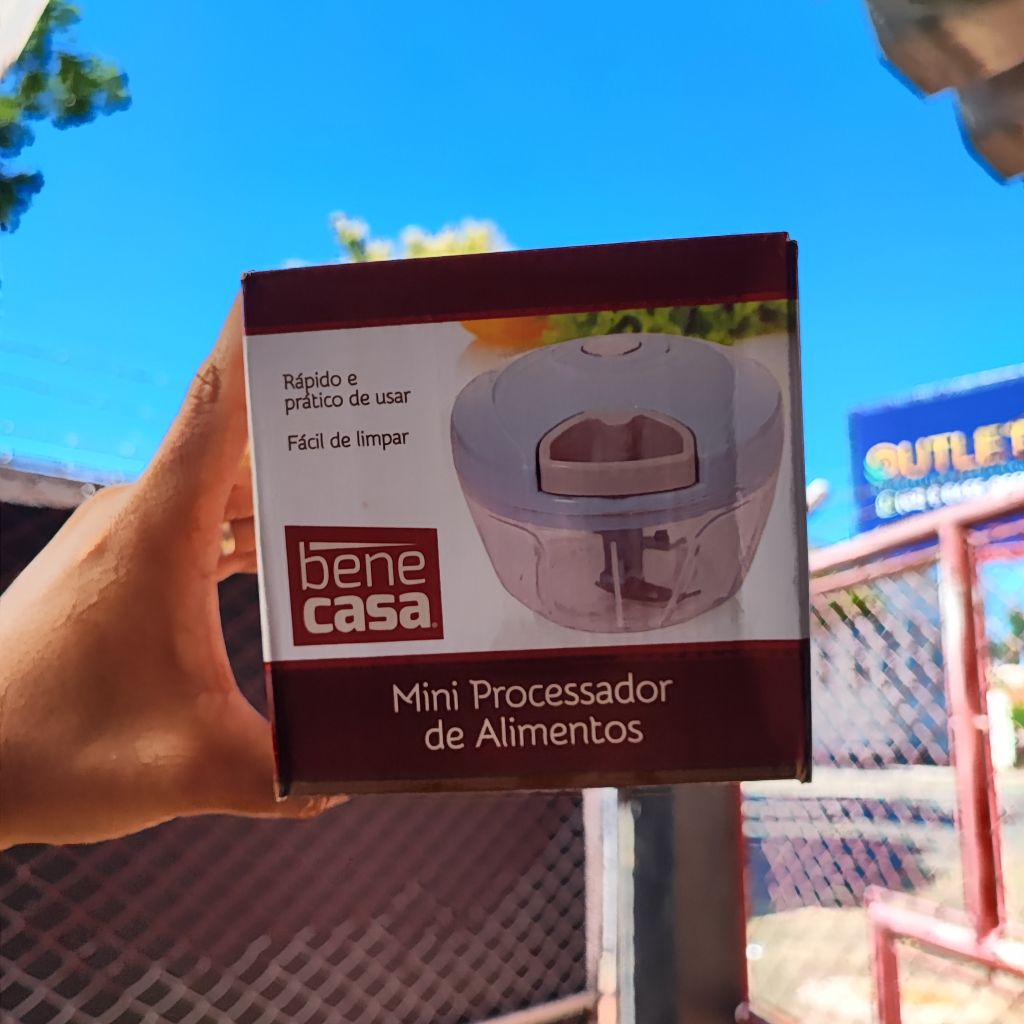 Rápido e
prático de usar
Fácil de limpar
bene
casa
Mini Processador
de Alimentos
OUTLET